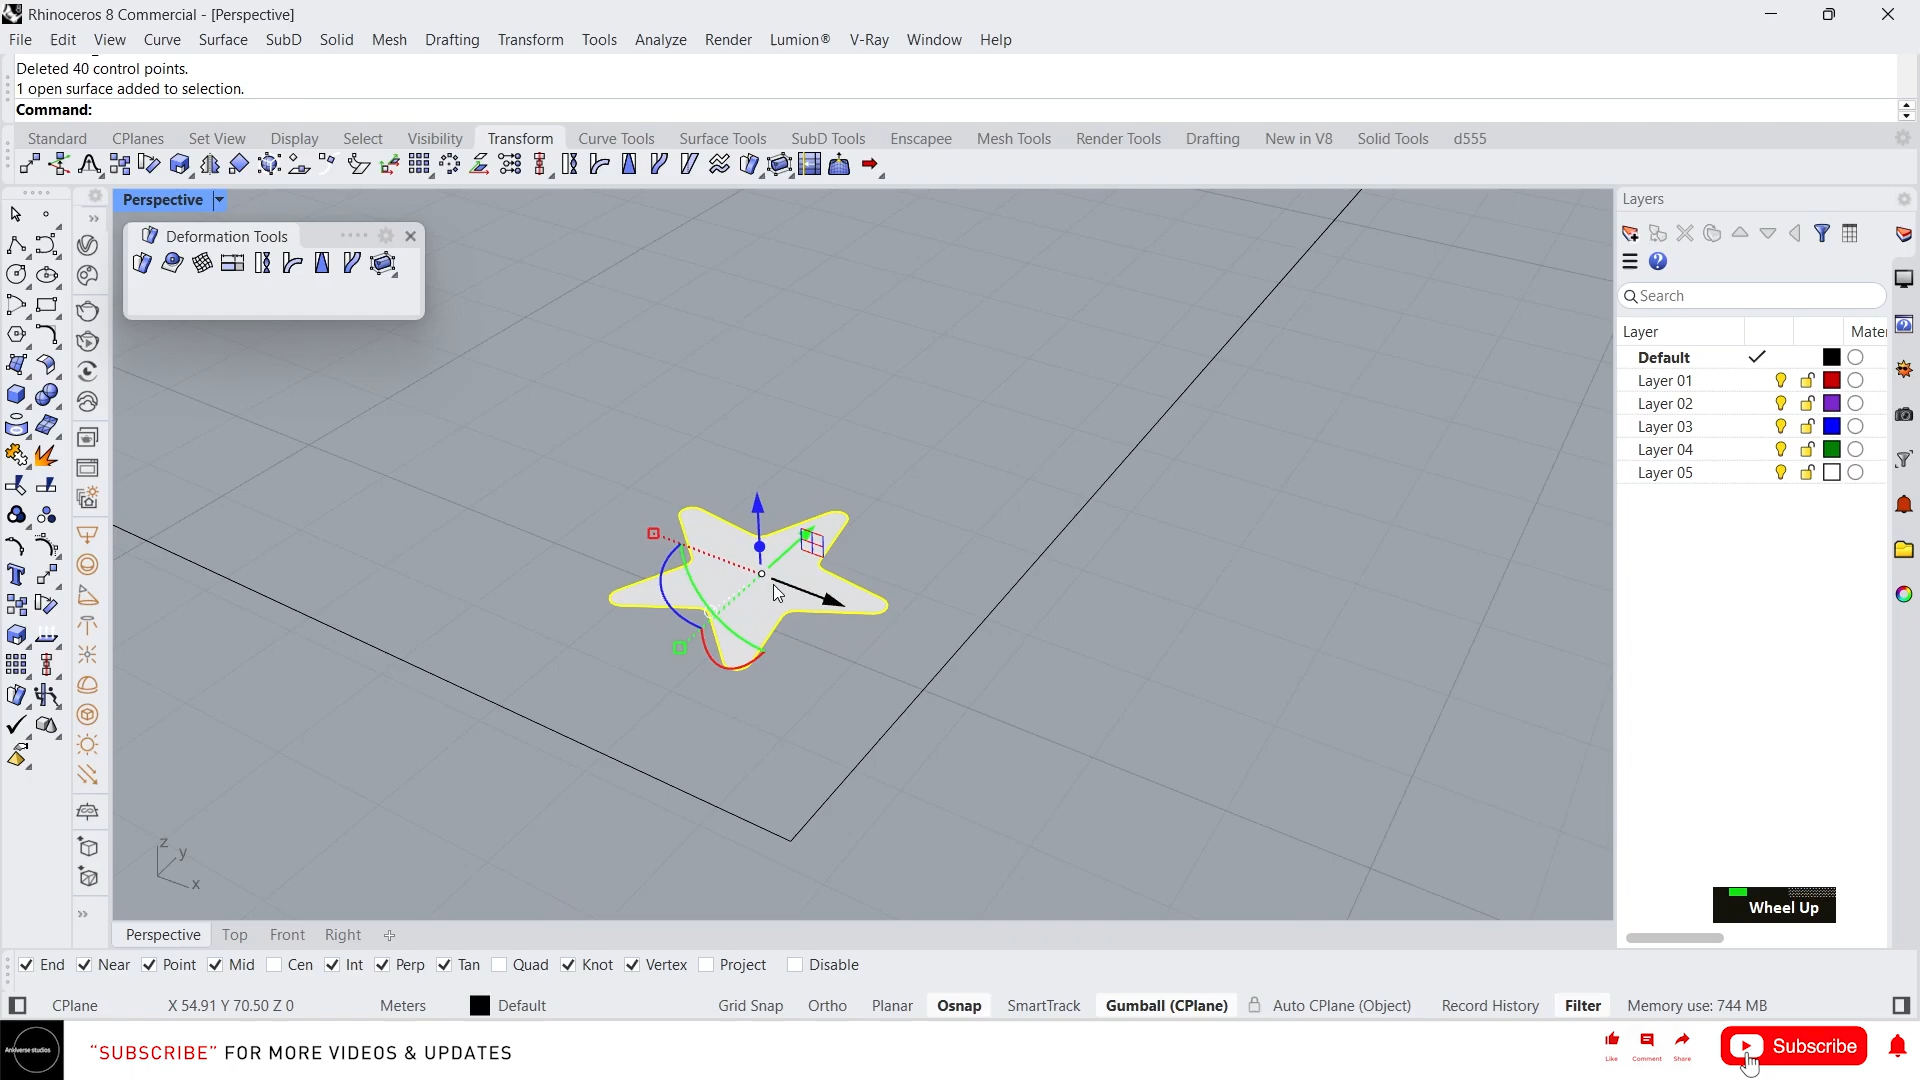 Rhinoceros 8 Commercial - [Perspective]
File Edit View Curve Surface SubD Solid Mesh Drafting Transform Tools Analyze Render Lumion® V-Ray Window Help
Deleted 40 control points.
1 open surface added to selection.
Command:
Standard CPlanes Set View Display Select Visibility Transform Curve Tools Surface Tools SubD Tools Enscapee Mesh Tools Render Tools Drafting New in V8 Solid Tools d555
Perspective
Layers
Deformation Tools
Search
Layer Mater
Default
Layer 01
Layer 02
Layer 03
Layer 04
Layer 05
z
y
x
Wheel Up
Perspective Top Front Right
End Near Point Mid Cen Int Perp Tan Quad Knot Vertex Project Disable
CPlane X 54.91 Y 70.50 Z 0 Meters Default Grid Snap Ortho Planar Osnap SmartTrack Gumball (CPlane) Auto CPlane (Object) Record History Filter Memory use: 744 MB
"SUBSCRIBE" FOR MORE VIDEOS & UPDATES
Like Comment Share
Subscribe